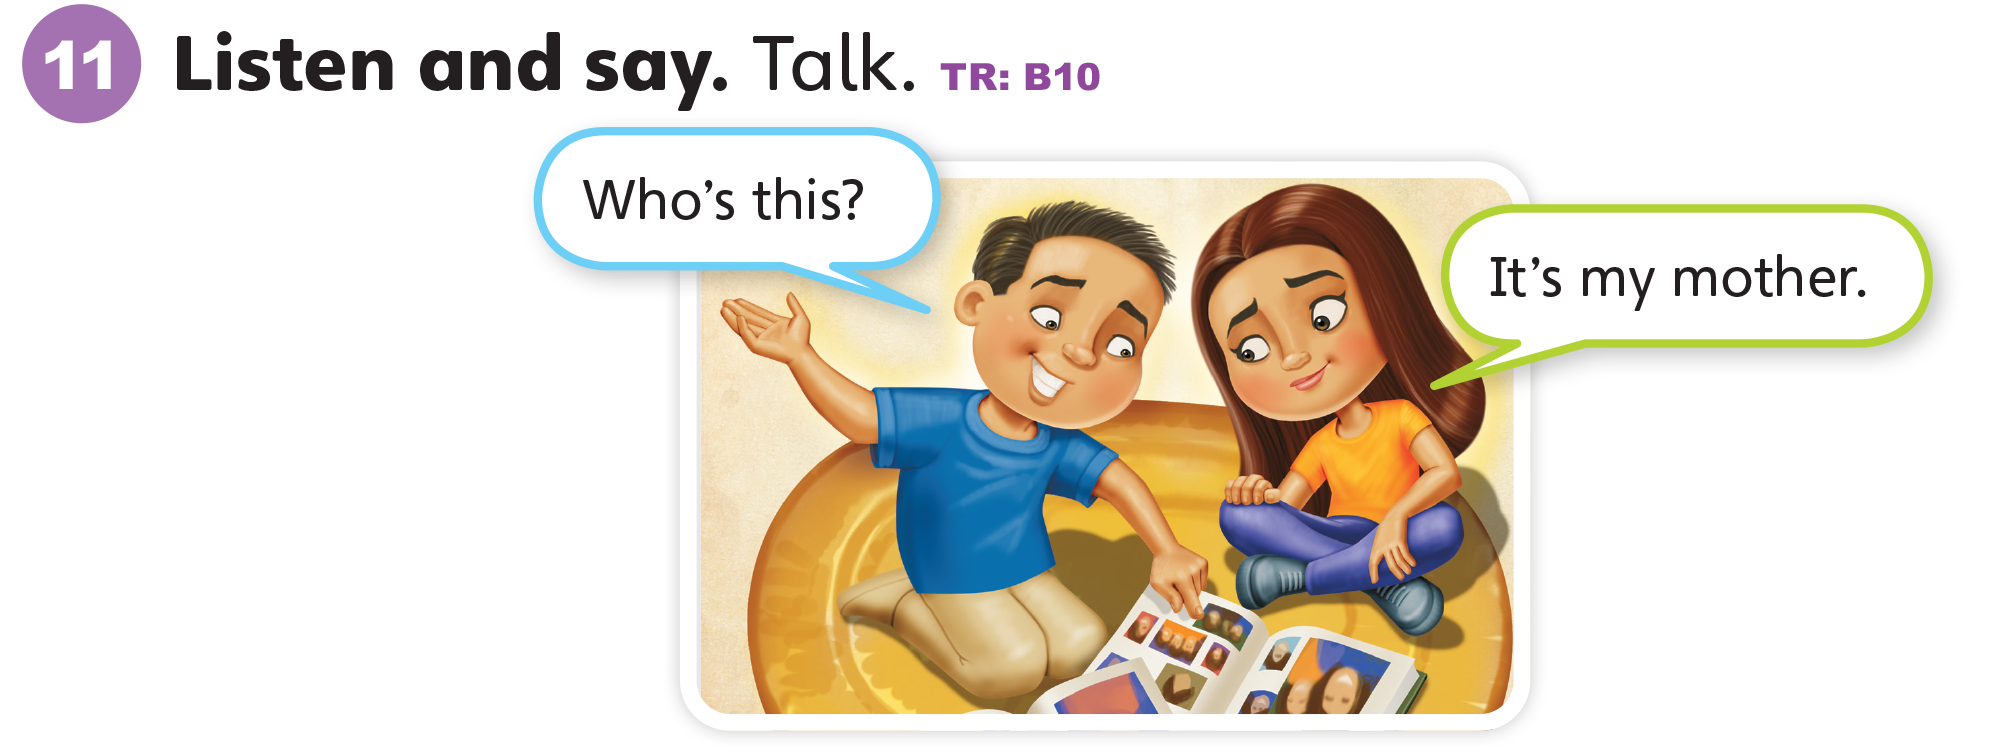 11 Listen and say. Talk. TR: B10
Who's this?
It's my mother.